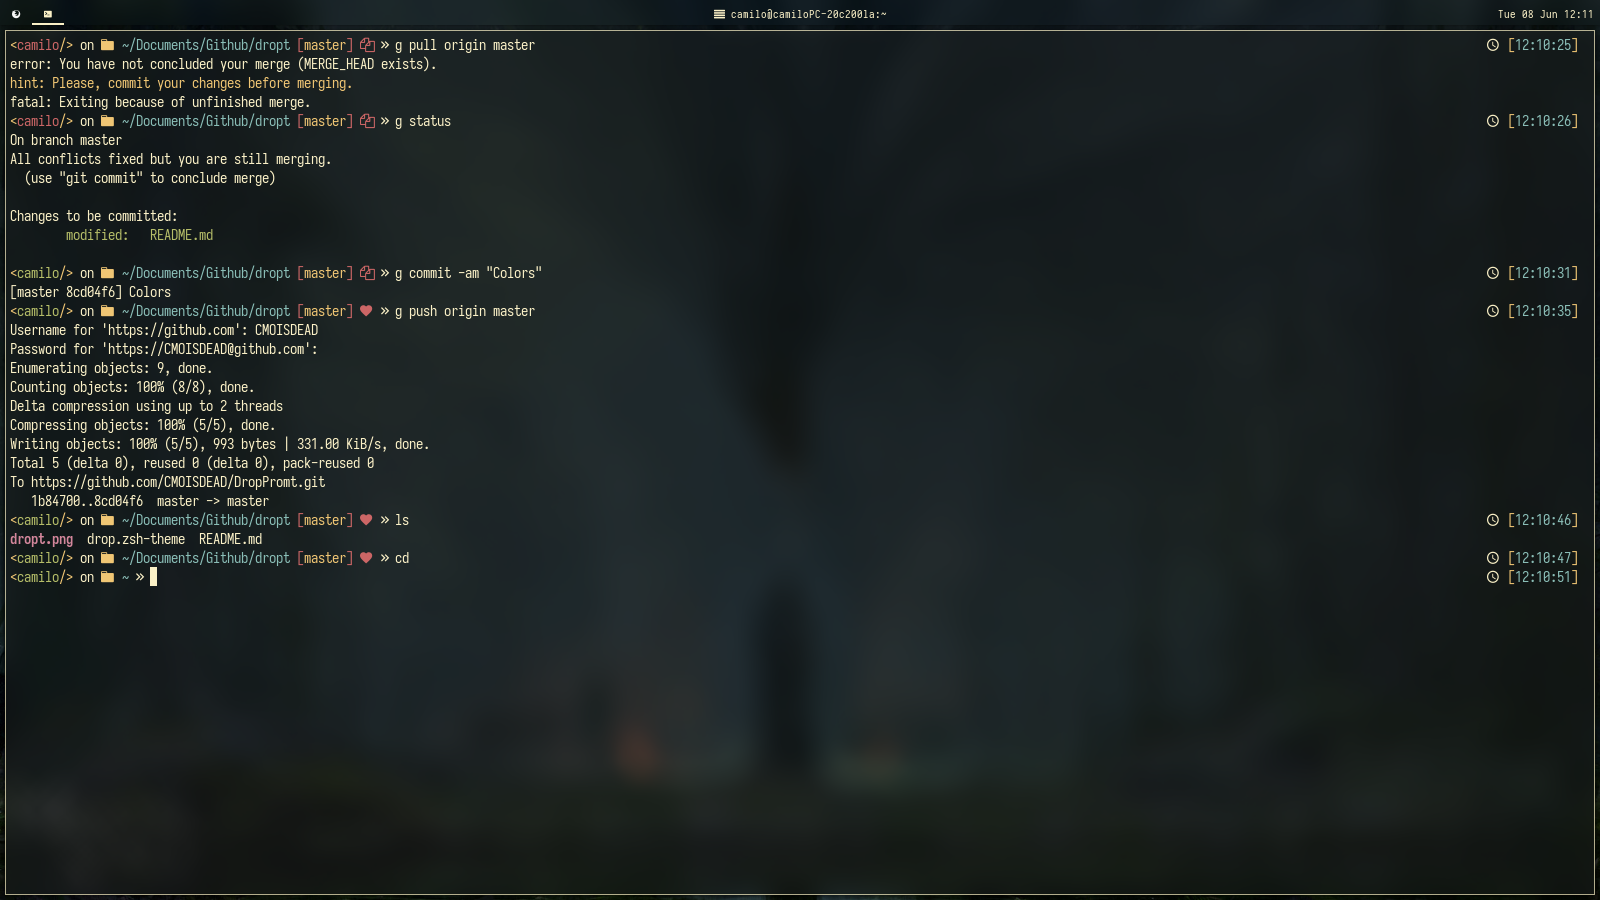 camilo@camiloPC-20c200la:~
Tue 08 Jun 12:11
<camilo/> on ~/Documents/Github/dropt [master] » g pull origin master [12:10:25]
error: You have not concluded your merge (MERGE_HEAD exists).
hint: Please, commit your changes before merging.
fatal: Exiting because of unfinished merge.
<camilo/> on ~/Documents/Github/dropt [master] » g status [12:10:26]
On branch master
All conflicts fixed but you are still merging.
  (use "git commit" to conclude merge)
Changes to be committed:
        modified:   README.md
<camilo/> on ~/Documents/Github/dropt [master] » g commit -am "Colors" [12:10:31]
[master 8cd04f6] Colors
<camilo/> on ~/Documents/Github/dropt [master] » g push origin master [12:10:35]
Username for 'https://github.com': CMOISDEAD
Password for 'https://CMOISDEAD@github.com':
Enumerating objects: 9, done.
Counting objects: 100% (8/8), done.
Delta compression using up to 2 threads
Compressing objects: 100% (5/5), done.
Writing objects: 100% (5/5), 993 bytes | 331.00 KiB/s, done.
Total 5 (delta 0), reused 0 (delta 0), pack-reused 0
To https://github.com/CMOISDEAD/DropPromt.git
   1b84700..8cd04f6  master -> master
<camilo/> on ~/Documents/Github/dropt [master] » ls [12:10:46]
dropt.png  drop.zsh-theme  README.md
<camilo/> on ~/Documents/Github/dropt [master] » cd [12:10:47]
<camilo/> on ~ » [12:10:51]